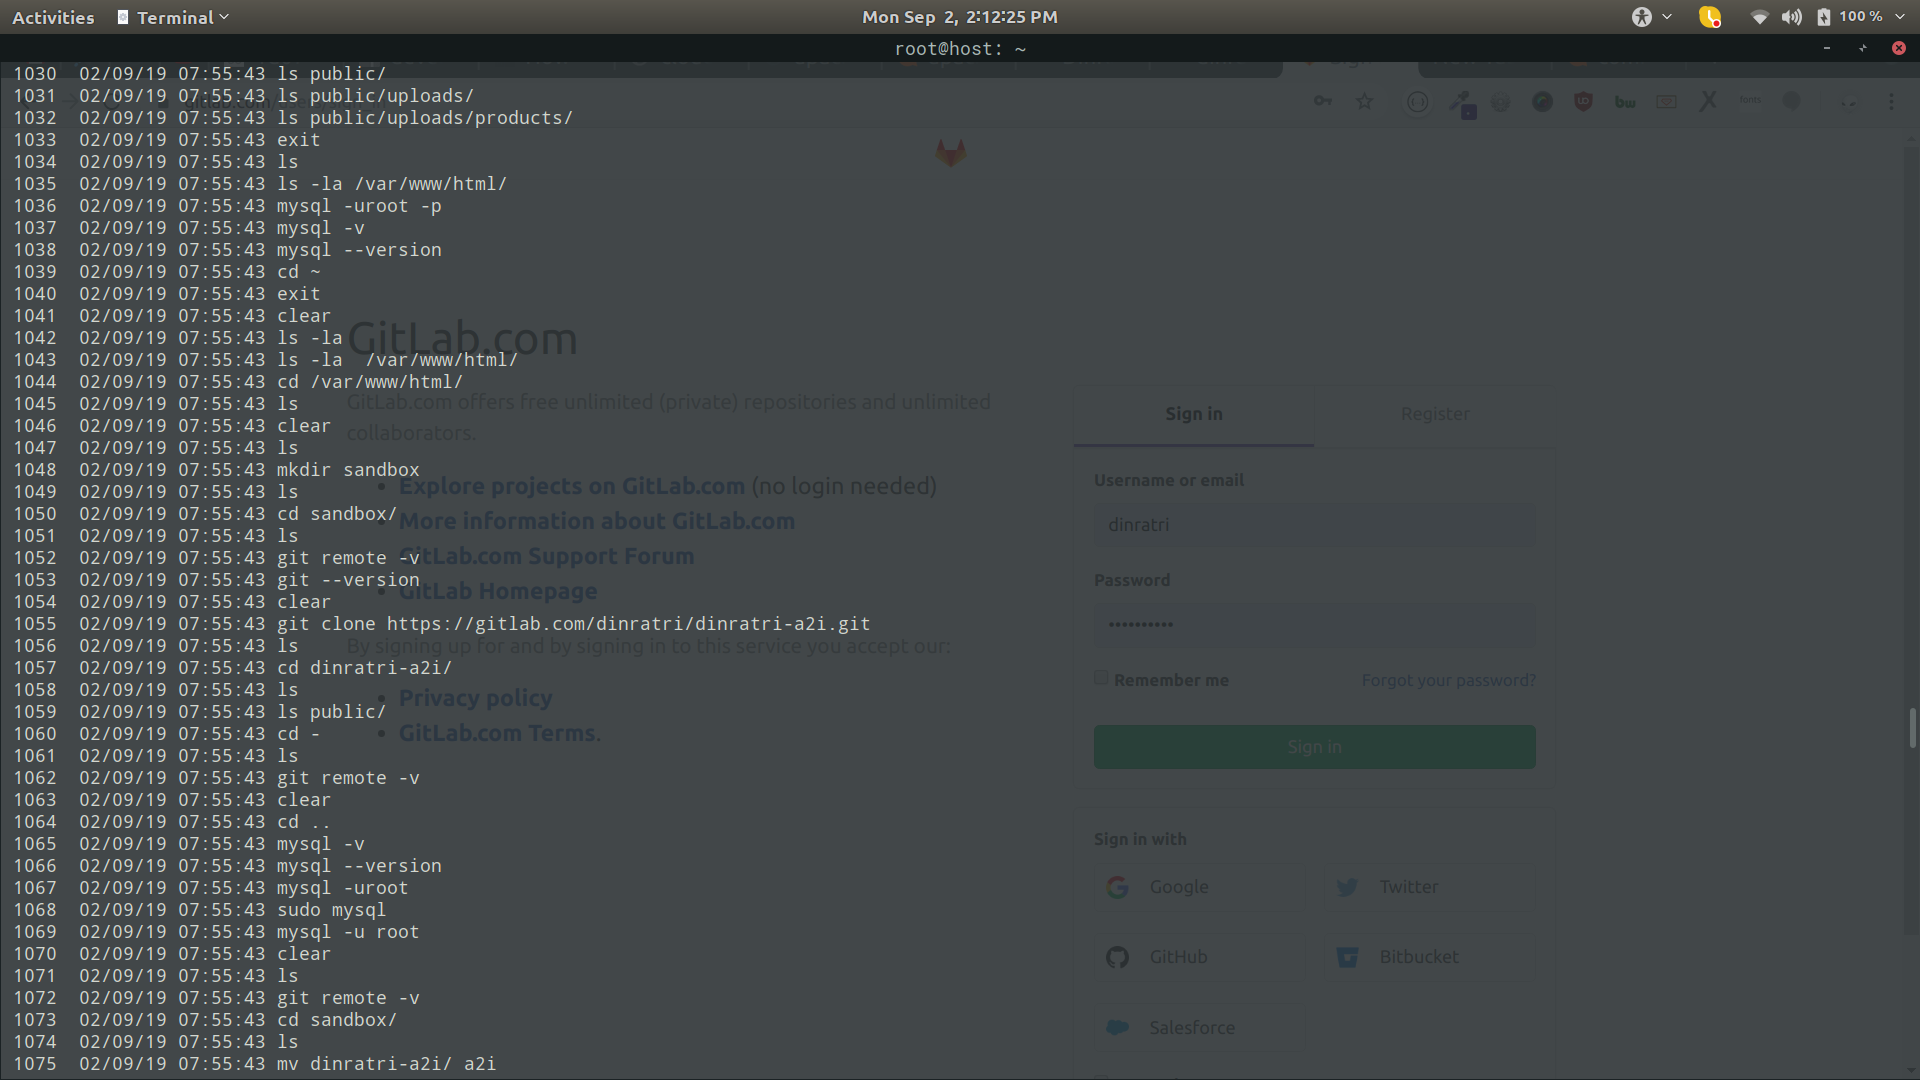 Activities Terminal Mon Sep 2, 2:12:25 PM 100 %
root@host: ~
1030 02/09/19 07:55:43 ls public/
1031 02/09/19 07:55:43 ls public/uploads/
1032 02/09/19 07:55:43 ls public/uploads/products/
1033 02/09/19 07:55:43 exit
1034 02/09/19 07:55:43 ls
1035 02/09/19 07:55:43 ls -la /var/www/html/
1036 02/09/19 07:55:43 mysql -uroot -p
1037 02/09/19 07:55:43 mysql -v
1038 02/09/19 07:55:43 mysql --version
1039 02/09/19 07:55:43 cd ~
1040 02/09/19 07:55:43 exit
1041 02/09/19 07:55:43 clear
1042 02/09/19 07:55:43 ls -la
1043 02/09/19 07:55:43 ls -la  /var/www/html/
1044 02/09/19 07:55:43 cd /var/www/html/
1045 02/09/19 07:55:43 ls
1046 02/09/19 07:55:43 clear
1047 02/09/19 07:55:43 ls
1048 02/09/19 07:55:43 mkdir sandbox
1049 02/09/19 07:55:43 ls
1050 02/09/19 07:55:43 cd sandbox/
1051 02/09/19 07:55:43 ls
1052 02/09/19 07:55:43 git remote -v
1053 02/09/19 07:55:43 git --version
1054 02/09/19 07:55:43 clear
1055 02/09/19 07:55:43 git clone https://gitlab.com/dinratri/dinratri-a2i.git
1056 02/09/19 07:55:43 ls
1057 02/09/19 07:55:43 cd dinratri-a2i/
1058 02/09/19 07:55:43 ls
1059 02/09/19 07:55:43 ls public/
1060 02/09/19 07:55:43 cd -
1061 02/09/19 07:55:43 ls
1062 02/09/19 07:55:43 git remote -v
1063 02/09/19 07:55:43 clear
1064 02/09/19 07:55:43 cd ..
1065 02/09/19 07:55:43 mysql -v
1066 02/09/19 07:55:43 mysql --version
1067 02/09/19 07:55:43 mysql -uroot
1068 02/09/19 07:55:43 sudo mysql
1069 02/09/19 07:55:43 mysql -u root
1070 02/09/19 07:55:43 clear
1071 02/09/19 07:55:43 ls
1072 02/09/19 07:55:43 git remote -v
1073 02/09/19 07:55:43 cd sandbox/
1074 02/09/19 07:55:43 ls
1075 02/09/19 07:55:43 mv dinratri-a2i/ a2i
GitLab.com
GitLab.com offers free unlimited (private) repositories and unlimited
collaborators.
• Explore projects on GitLab.com (no login needed)
• More information about GitLab.com
• GitLab.com Support Forum
• GitLab Homepage
By signing up for and by signing in to this service you accept our:
• Privacy policy
• GitLab.com Terms.
Sign in Register
Username or email
dinratri
Password
••••••••••
Remember me Forgot your password?
Sign in
Sign in with
Google Twitter
GitHub Bitbucket
Salesforce